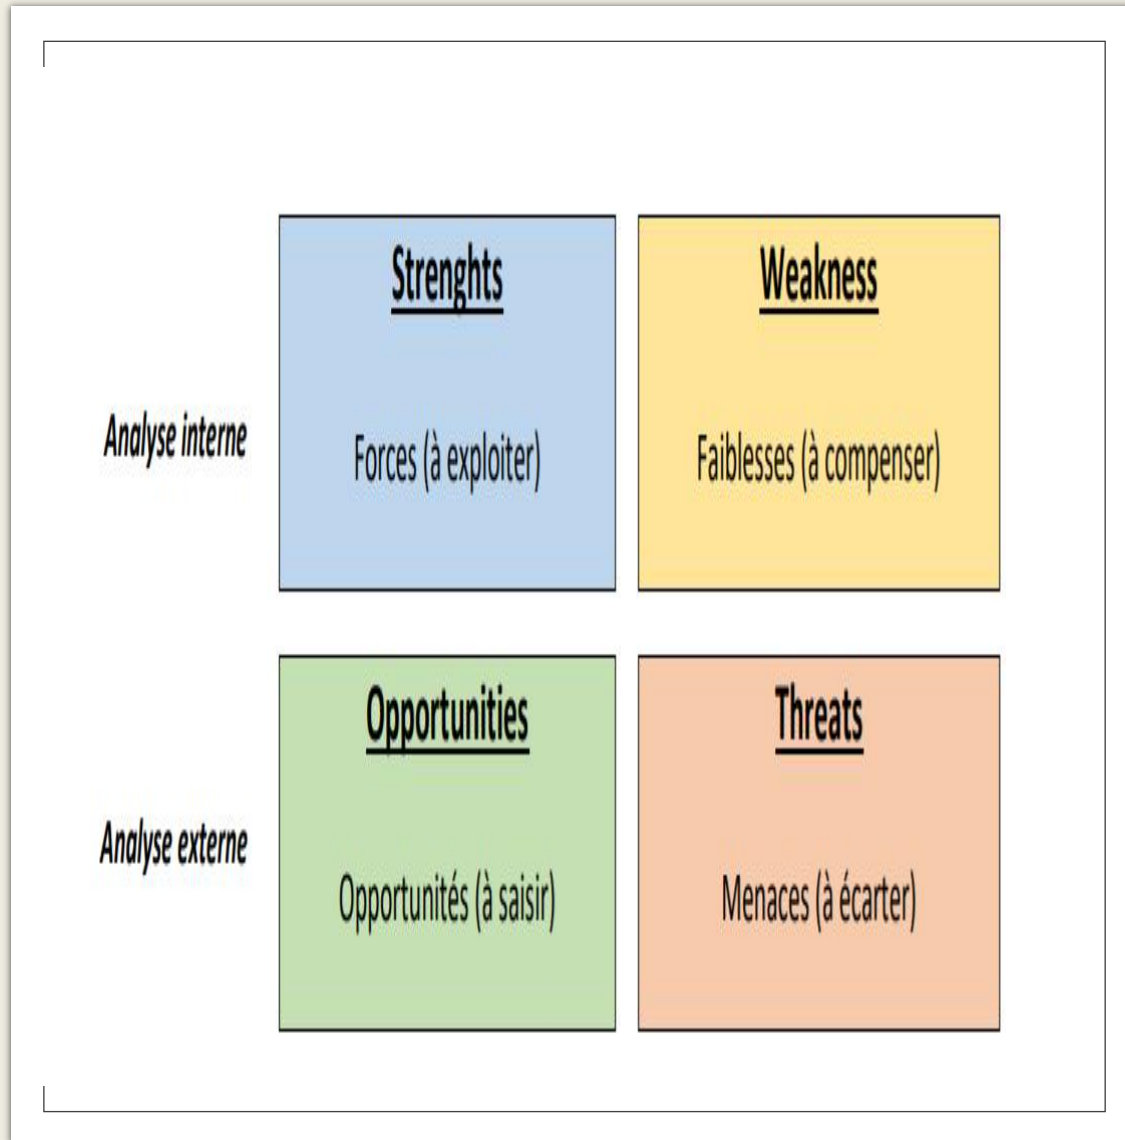 Strenghts
Weakness
Analyse interne
Forces (à exploiter)
Faiblesses (à compenser)
Opportunities
Threats
Analyse externe
Opportunités (à saisir)
Menaces (à écarter)